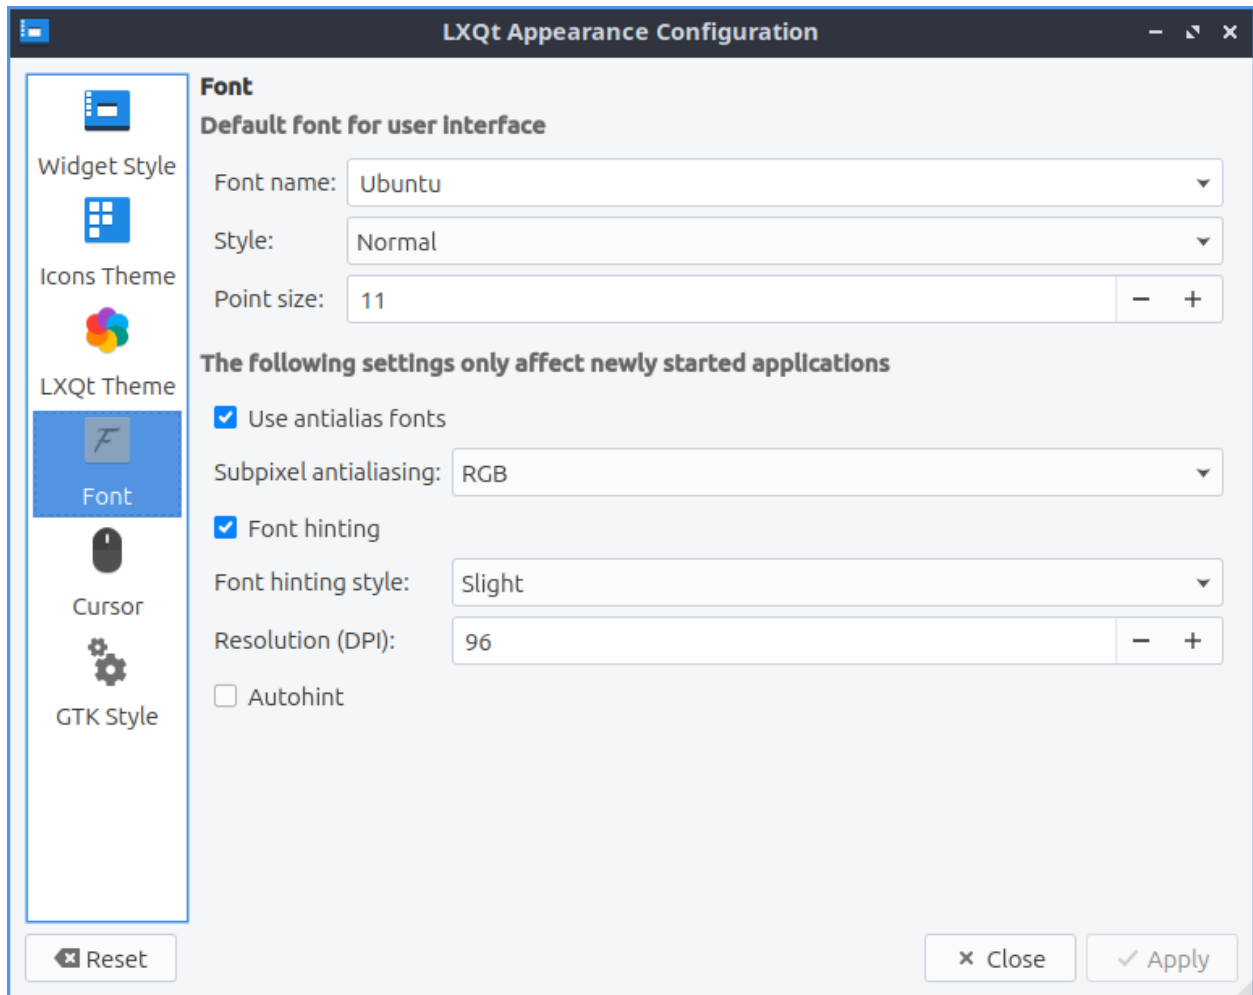 LXQt Appearance Configuration
Widget Style
Icons Theme
LXQt Theme
Font
Cursor
GTK Style
Font
Default font for user interface
Font name: Ubuntu
Style: Normal
Point size: 11
The following settings only affect newly started applications
Use antialias fonts
Subpixel antialiasing: RGB
Font hinting
Font hinting style: Slight
Resolution (DPI): 96
Autohint
Reset
Close
Apply